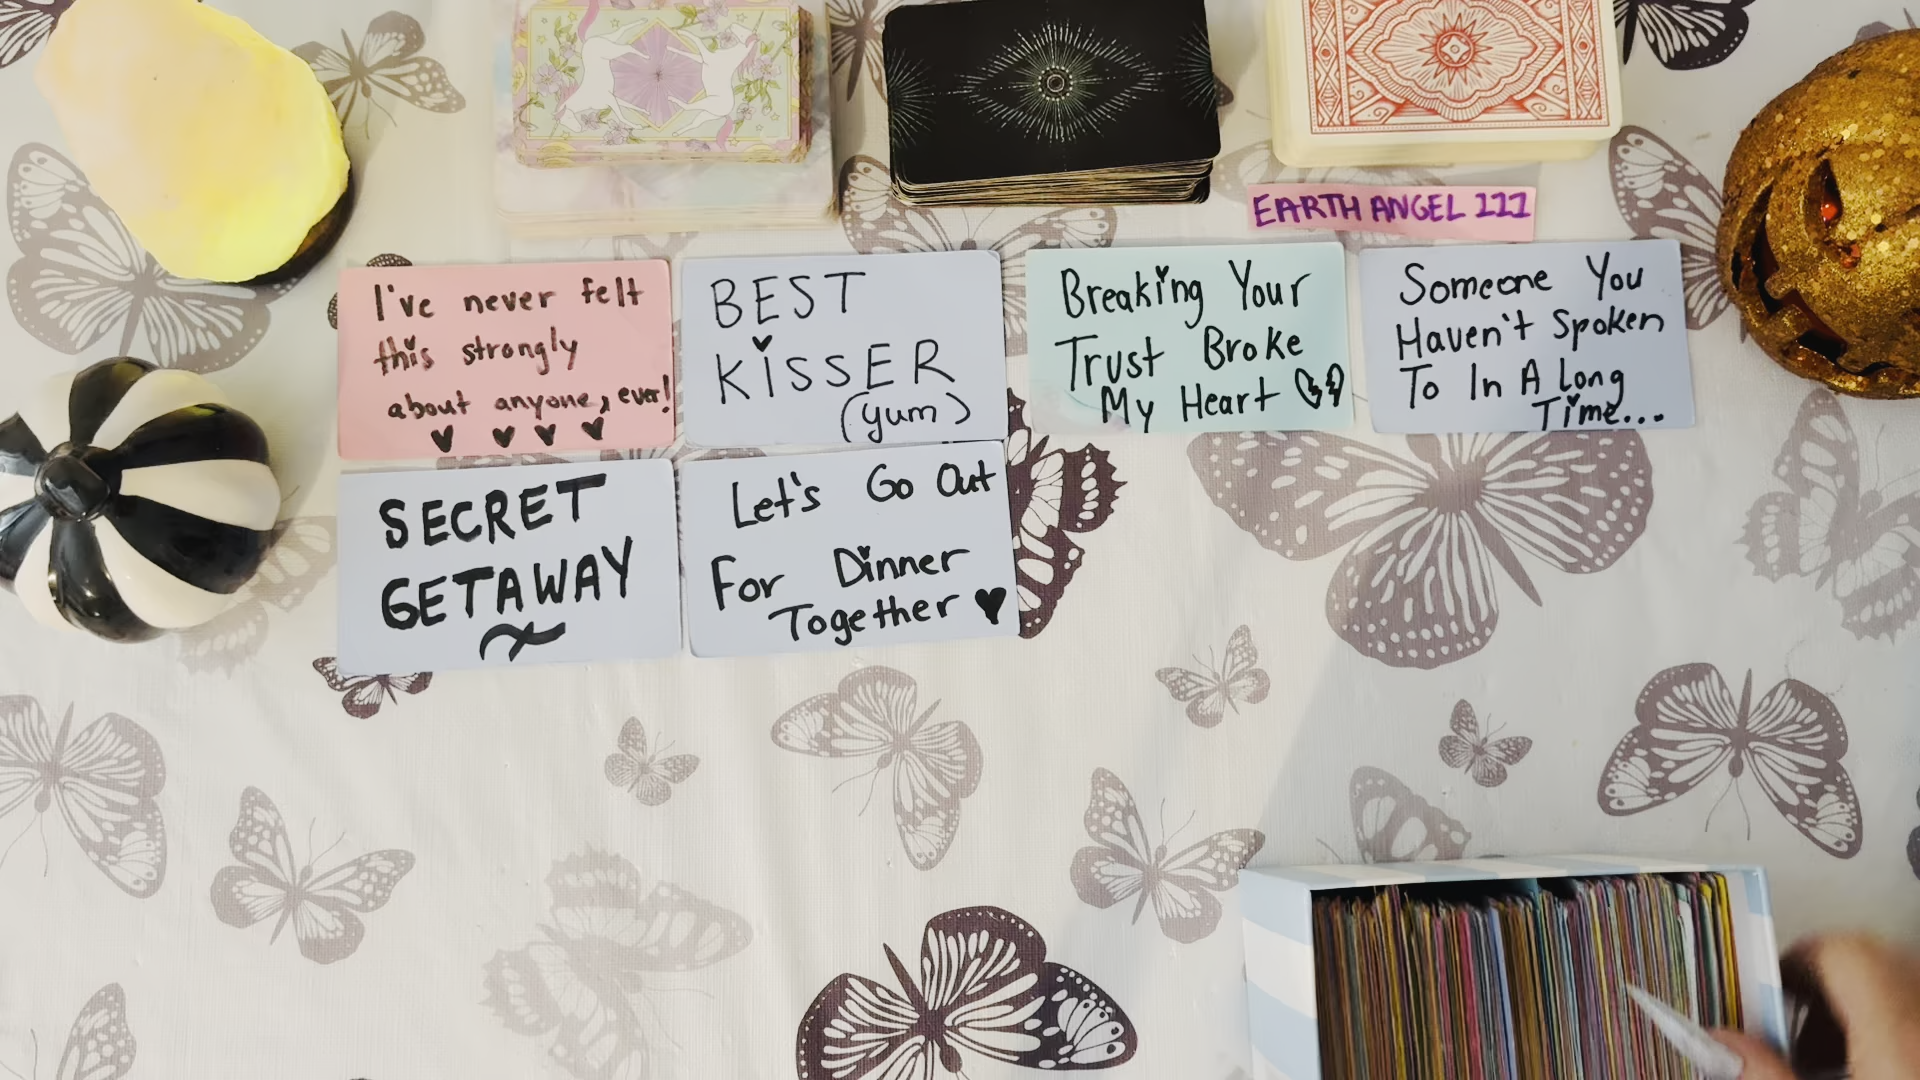 EARTH ANGEL 111
I've never felt
this strongly
about anyone, ever!
BEST
KISSER
(yum)
Breaking Your
Trust Broke
My Heart
Someone You
Haven't Spoken
To In A Long
Time...
SECRET
GETAWAY
Let's Go Out
For Dinner
Together